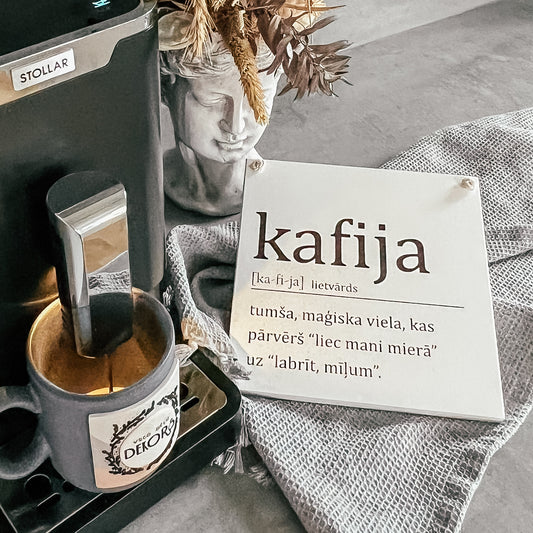 STOLLAR
kafija
[ka-fi-ja] lietvārds
tumša, maģiska viela, kas
pārvērš “liec mani mierā”
uz “labrīt, mīļum”.
DEKORS